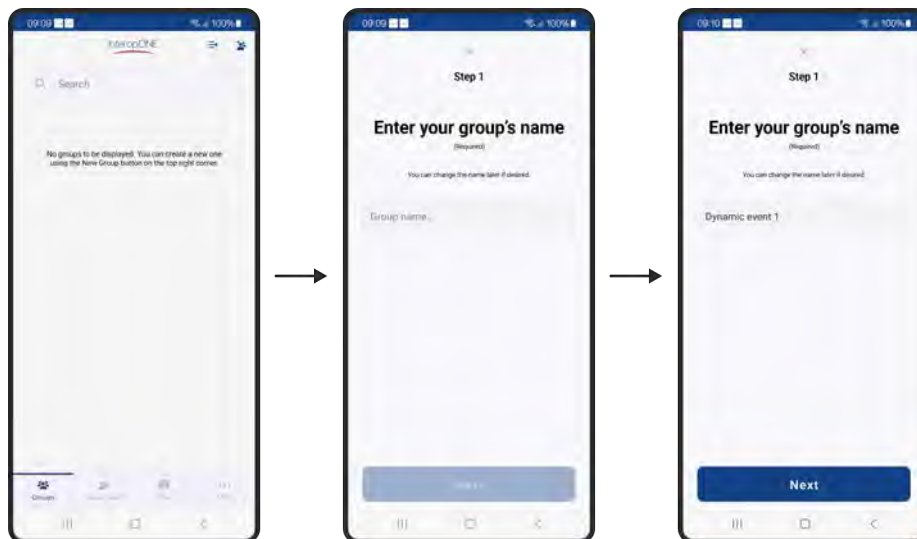 09:09
100%
interopONE
Search
No groups to be displayed. You can create a new one
using the New Group button on the top right corner.
Groups
09:09
100%
Step 1
Enter your group's name
(Required)
You can change the name later if desired.
Group name...
09:10
100%
Step 1
Enter your group's name
(Required)
You can change the name later if desired.
Dynamic event 1
Next